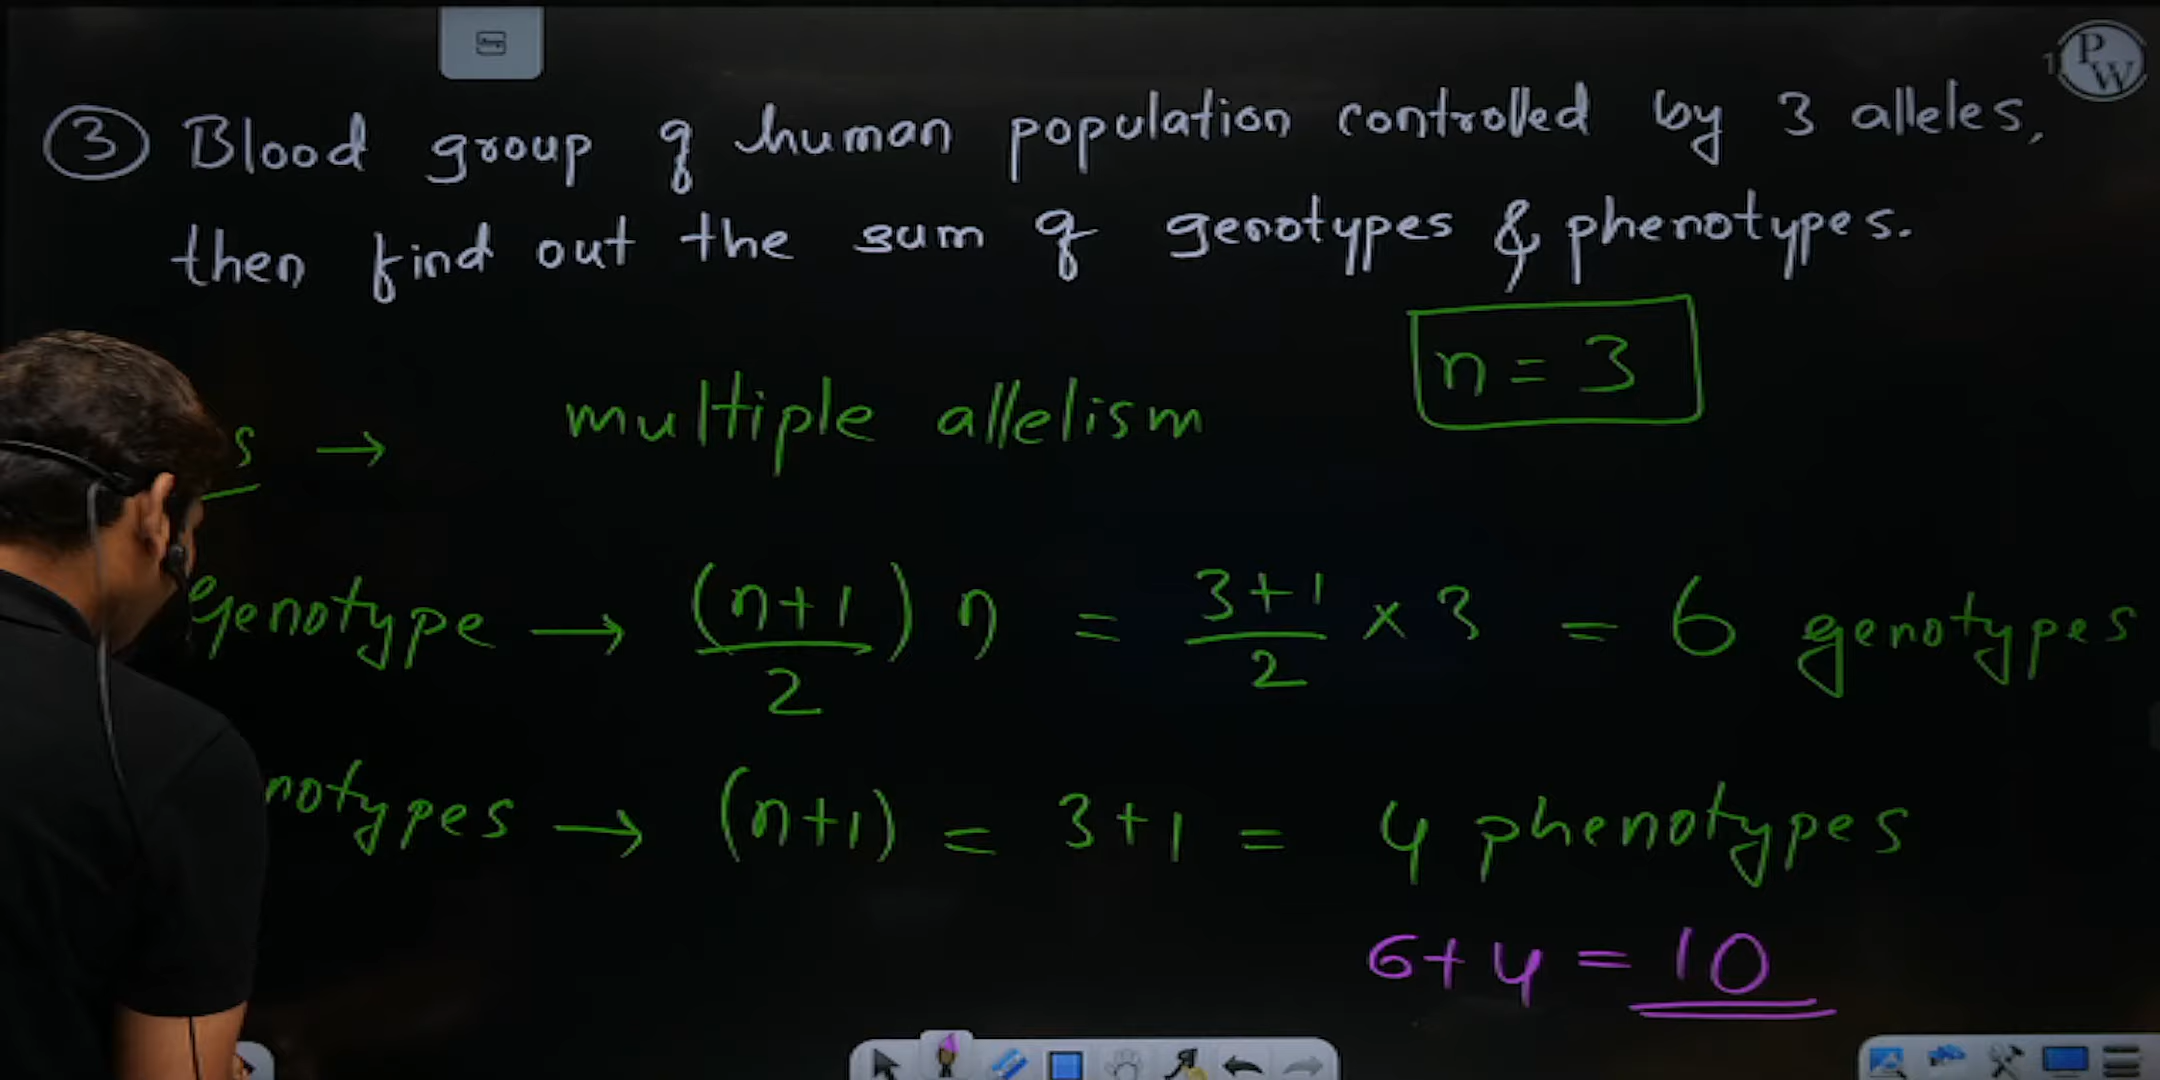 PW
③ Blood group of human population controlled by 3 alleles,
then find out the sum of genotypes & phenotypes.
n = 3
s → multiple allelism
genotype → (n+1)/2) n = 3+1/2 × 3 = 6 genotypes
notypes → (n+1) = 3+1 = 4 phenotypes
6+4 = 10